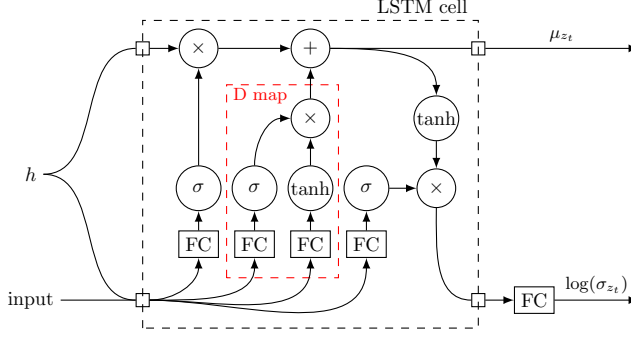 LSTM cell
× + μ_{z_t}
D map
× tanh
h σ σ tanh σ ×
FC FC FC FC
input FC log(σ_{z_t})